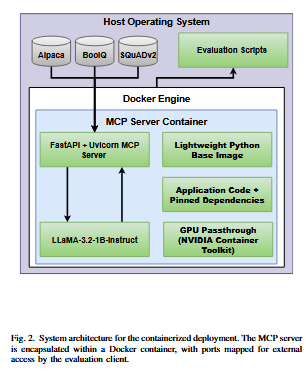 Host Operating System
Alpaca
BoolQ
SQuADv2
Evaluation Scripts
Docker Engine
MCP Server Container
FastAPI + Uvicorn MCP
Server
Lightweight Python
Base Image
Application Code +
Pinned Dependencies
LLaMA-3.2-1B-Instruct
GPU Passthrough
(NVIDIA Container
Toolkit)
Fig. 2. System architecture for the containerized deployment. The MCP server
is encapsulated within a Docker container, with ports mapped for external
access by the evaluation client.